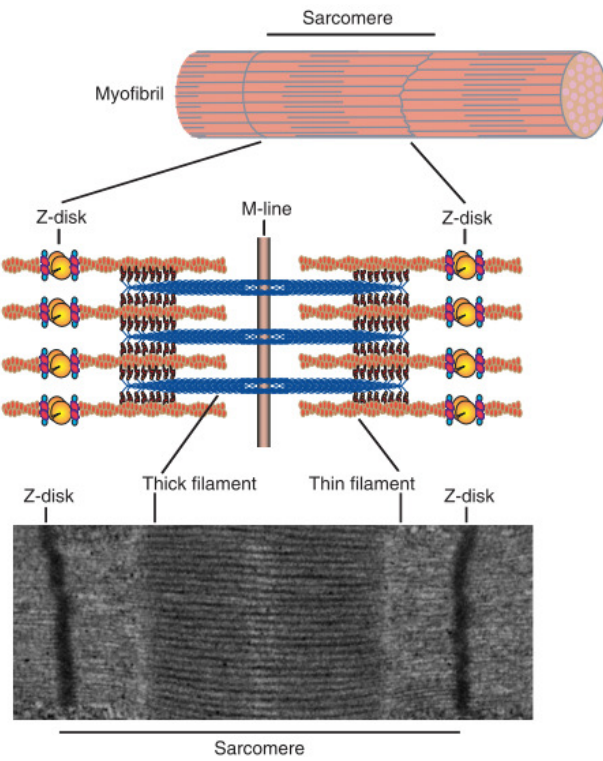 Sarcomere
Myofibril
Z-disk
M-line
Z-disk
Thick filament
Thin filament
Z-disk
Z-disk
Sarcomere